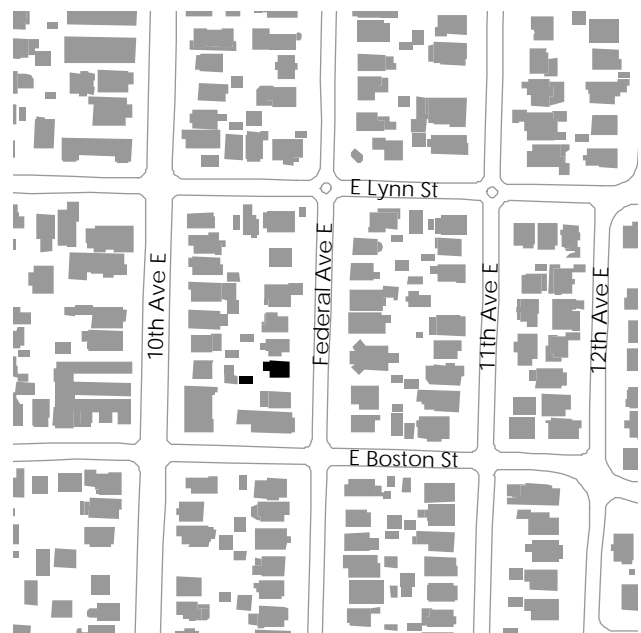 E Lynn St
10th Ave E
Federal Ave E
11th Ave E
12th Ave E
E Boston St